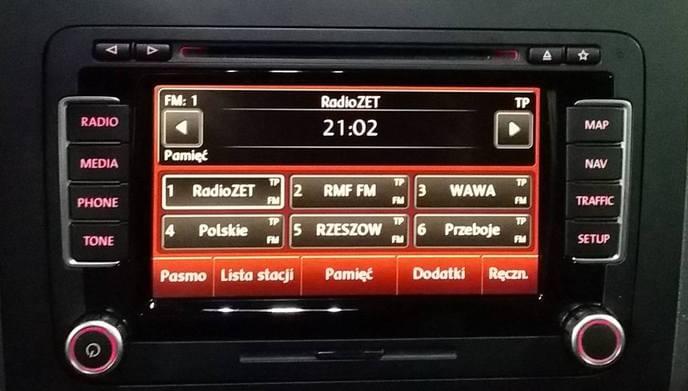 FM: 1 RadioZET TP
21:02
Pamięć
1 RadioZET TP FM 2 RMF FM TP FM 3 WAWA TP FM
4 Polskie TP FM 5 RZESZOW TP FM 6 Przeboje TP FM
Pasmo Lista stacji Pamięć Dodatki Ręczn.
RADIO
MEDIA
PHONE
TONE
MAP
NAV
TRAFFIC
SETUP